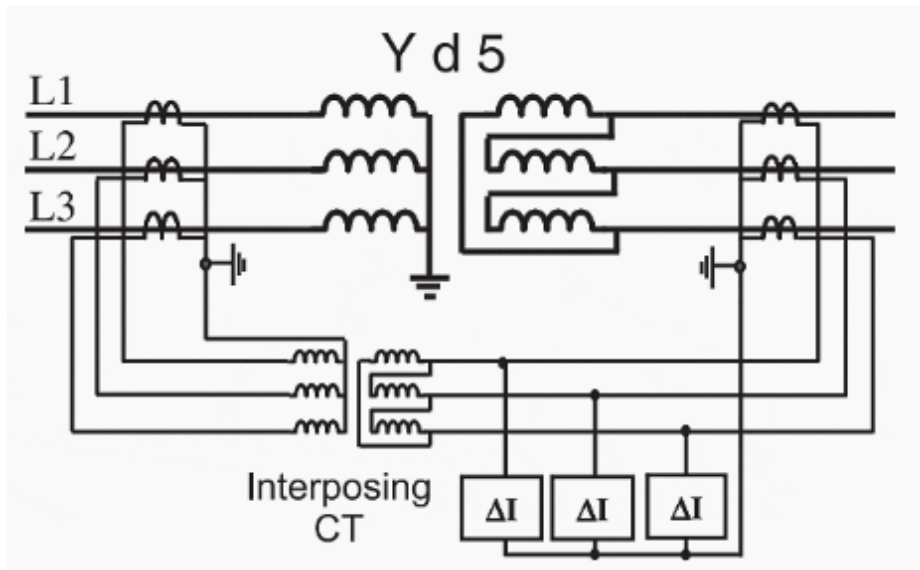 Y d 5
L1
L2
L3
Interposing
CT
ΔI ΔI ΔI